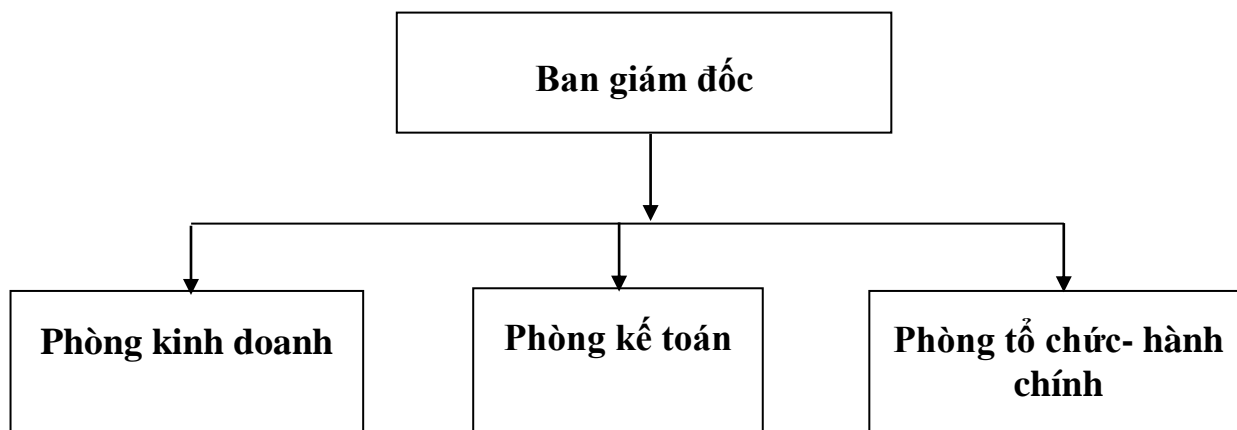 Ban giám đốc
Phòng kinh doanh
Phòng kế toán
Phòng tổ chức- hành
chính